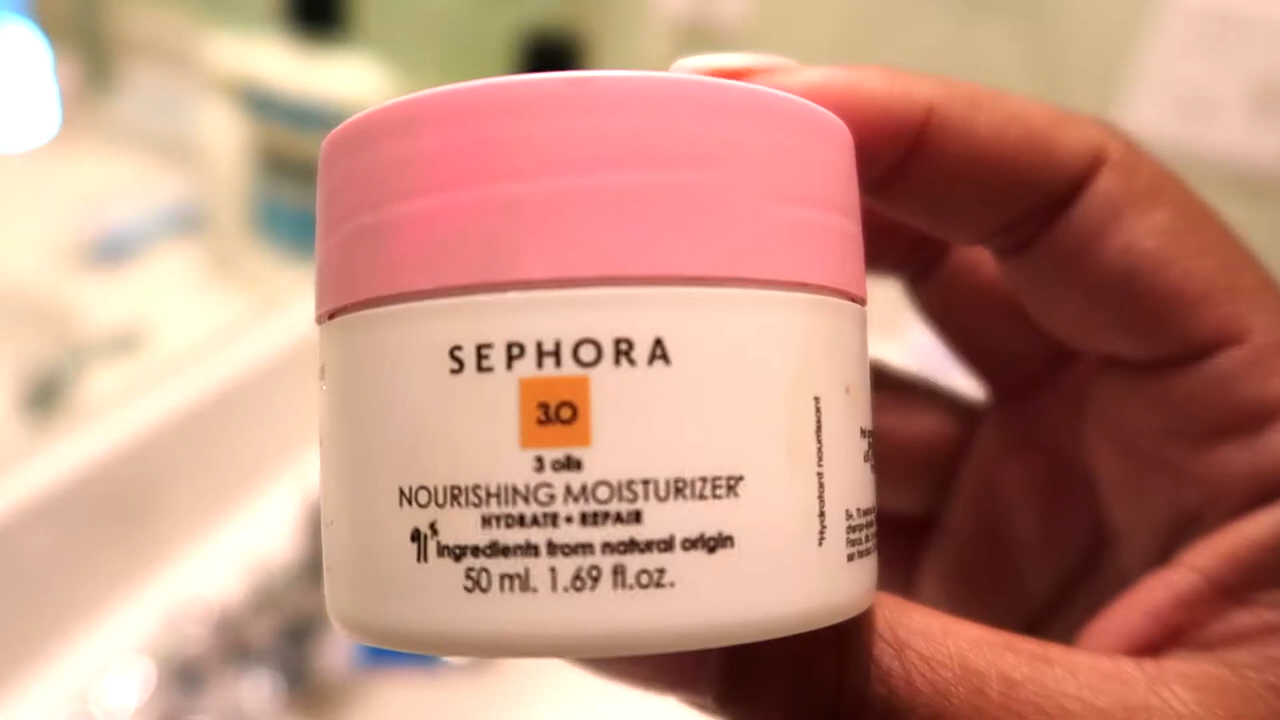 SEPHORA
3.0
3 oils
NOURISHING MOISTURIZER*
HYDRATE + REPAIR
91% ingredients from natural origin
50 ml. 1.69 fl.oz.
*Hydratant nourrissant